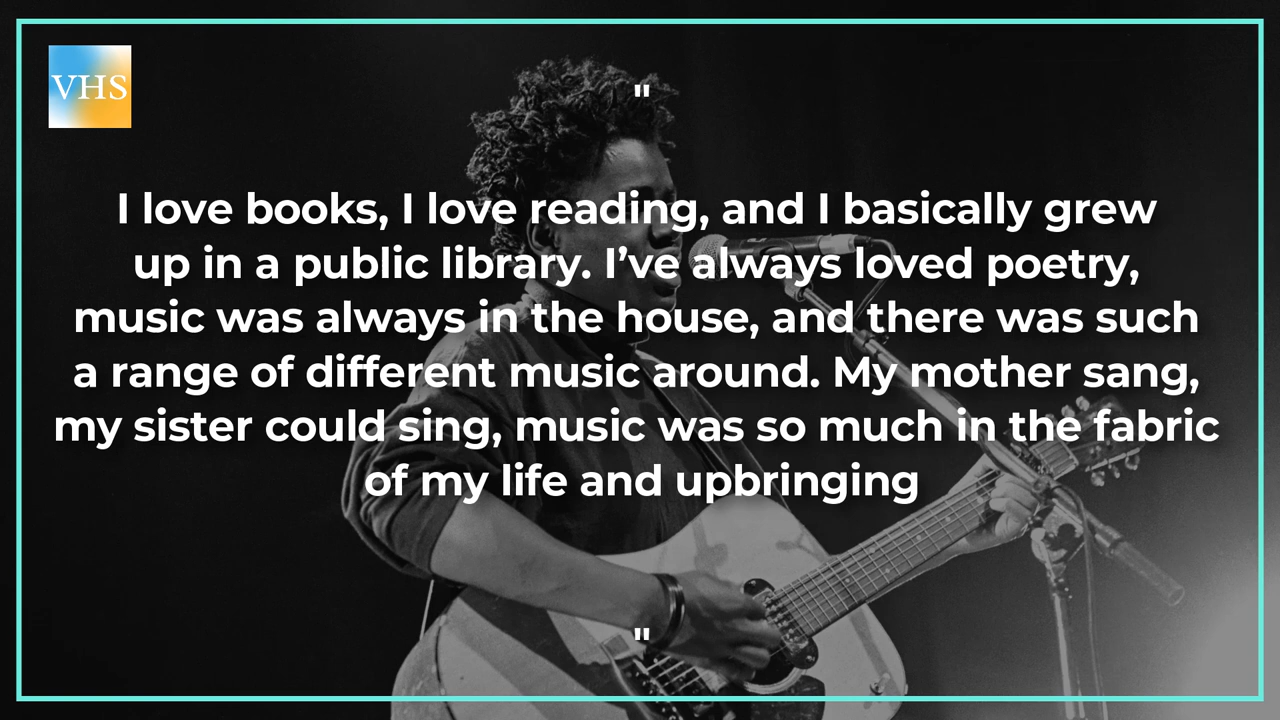 VHS
"
I love books, I love reading, and I basically grew
up in a public library. I’ve always loved poetry,
music was always in the house, and there was such
a range of different music around. My mother sang,
my sister could sing, music was so much in the fabric
of my life and upbringing
"